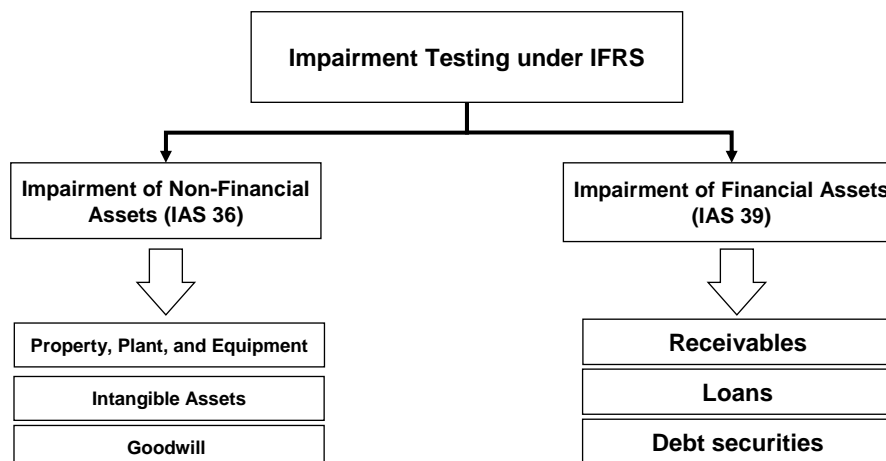 Impairment Testing under IFRS
Impairment of Non-Financial
Assets (IAS 36)
Impairment of Financial Assets
(IAS 39)
Property, Plant, and Equipment
Intangible Assets
Goodwill
Receivables
Loans
Debt securities